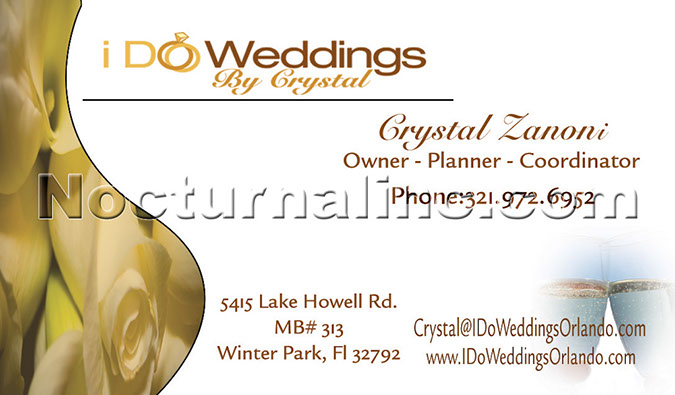 i DO Weddings
By Crystal
Crystal Zanoni
Owner - Planner - Coordinator
Nocturnaline.com
Phone:321.972.6952
5415 Lake Howell Rd.
MB# 313
Winter Park, Fl 32792
Crystal@IDoWeddingsOrlando.com
www.IDoWeddingsOrlando.com